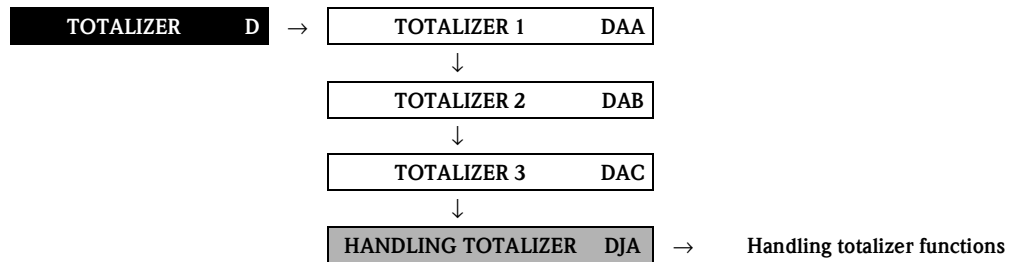 TOTALIZER D → TOTALIZER 1 DAA
↓
TOTALIZER 2 DAB
↓
TOTALIZER 3 DAC
↓
HANDLING TOTALIZER DJA → Handling totalizer functions